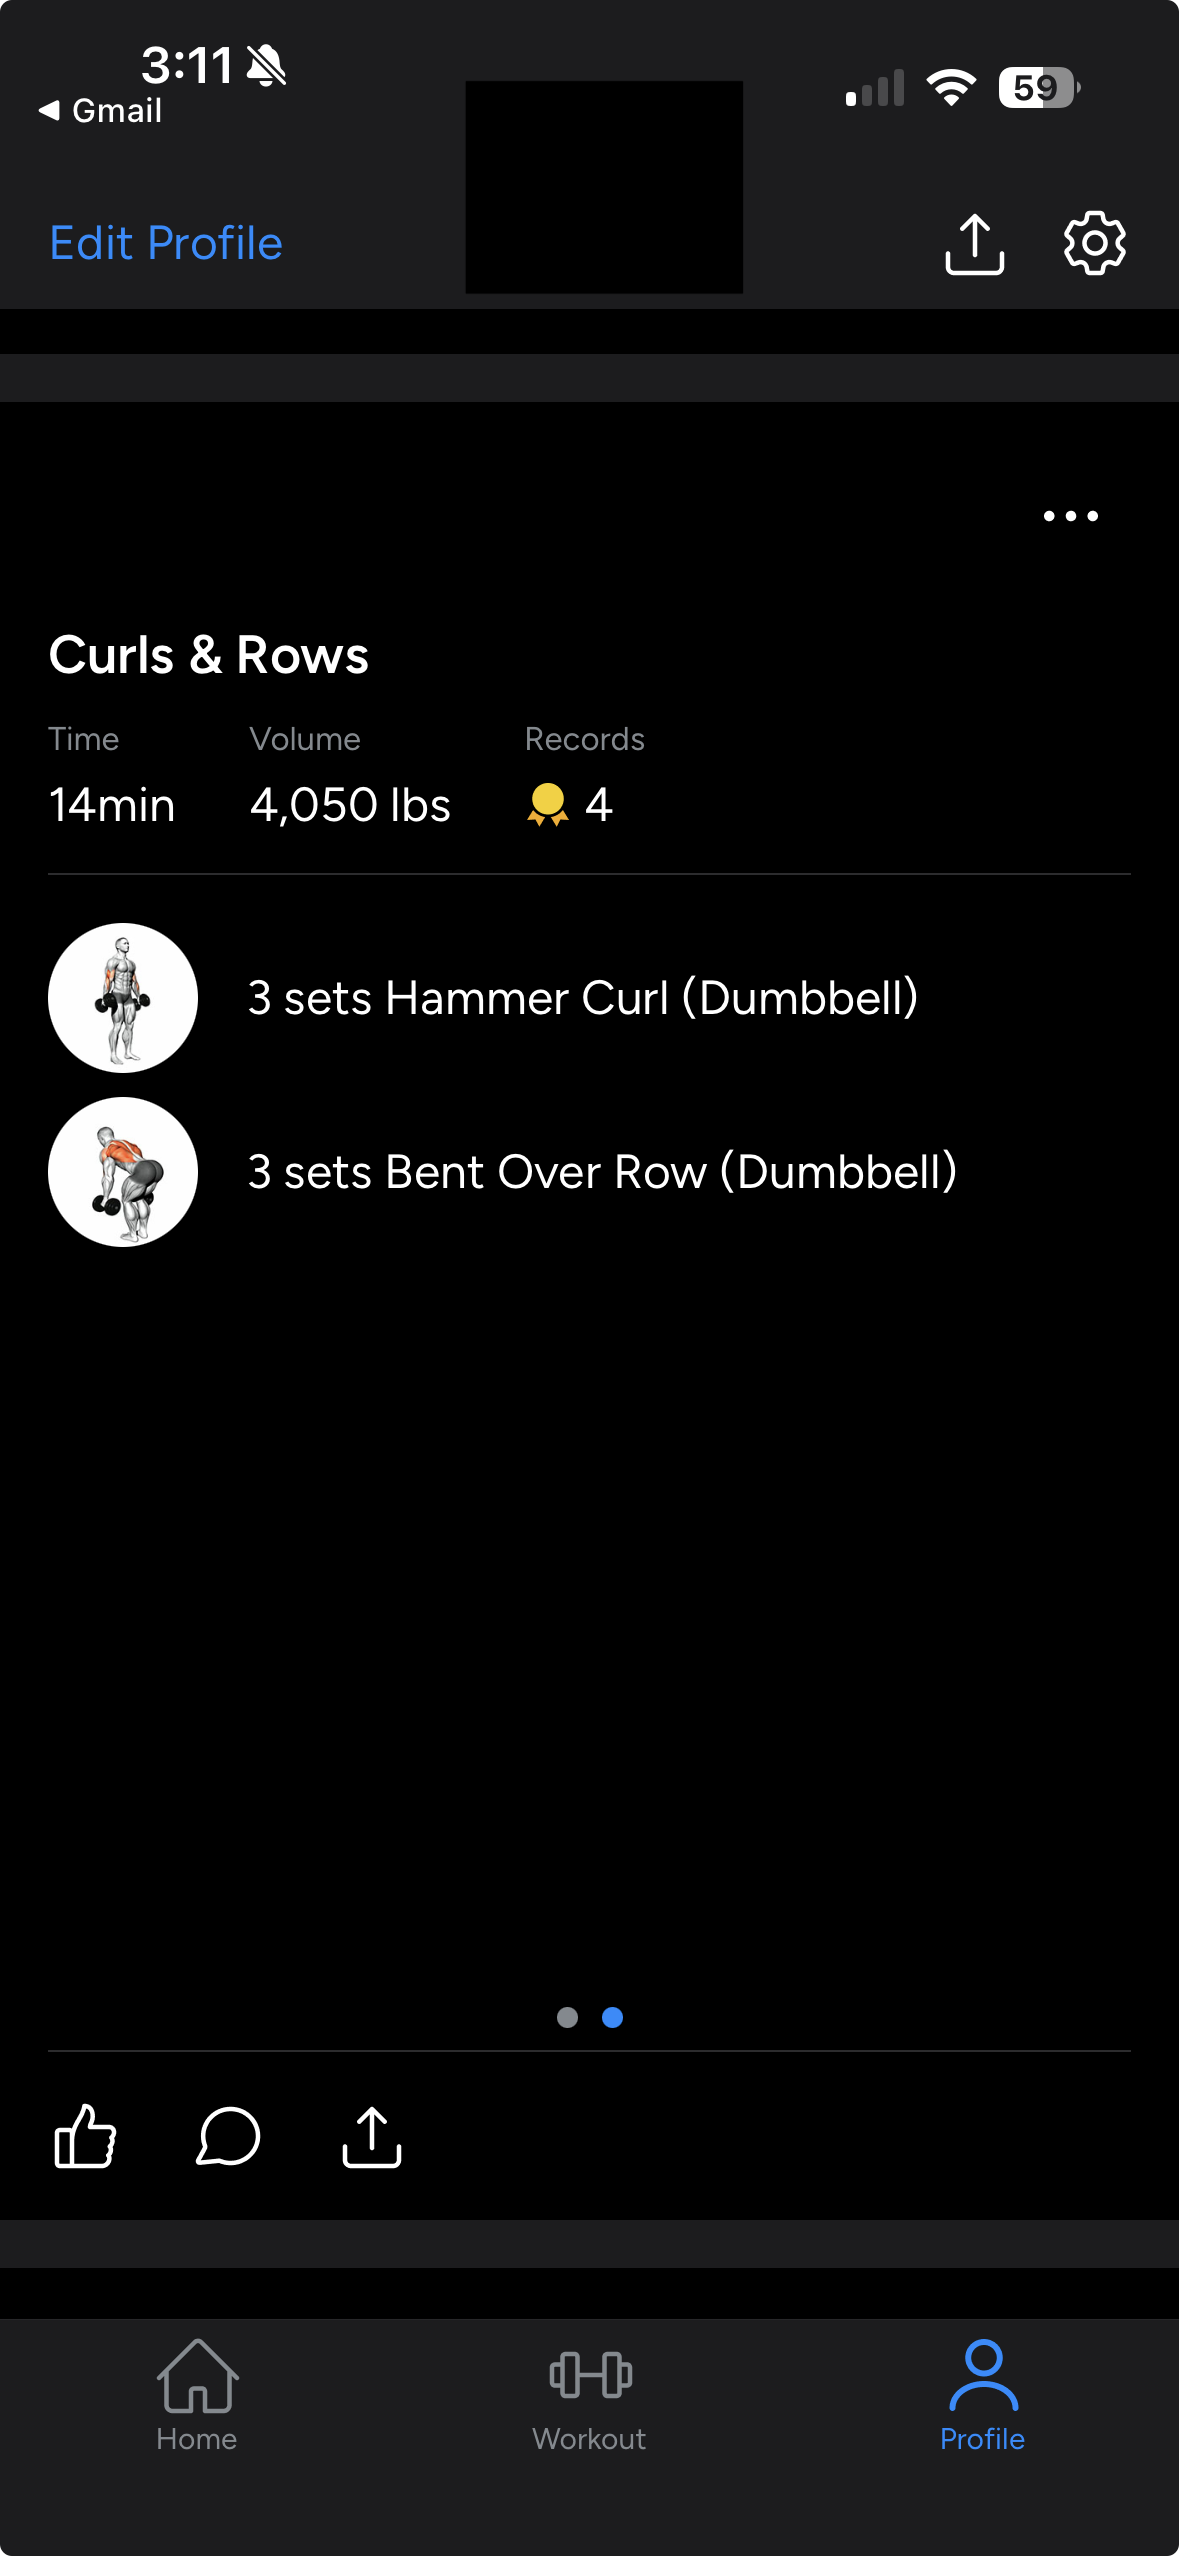 3:11
Gmail
59
Edit Profile
Curls & Rows
Time Volume Records
14min 4,050 lbs 4
3 sets Hammer Curl (Dumbbell)
3 sets Bent Over Row (Dumbbell)
Home Workout Profile